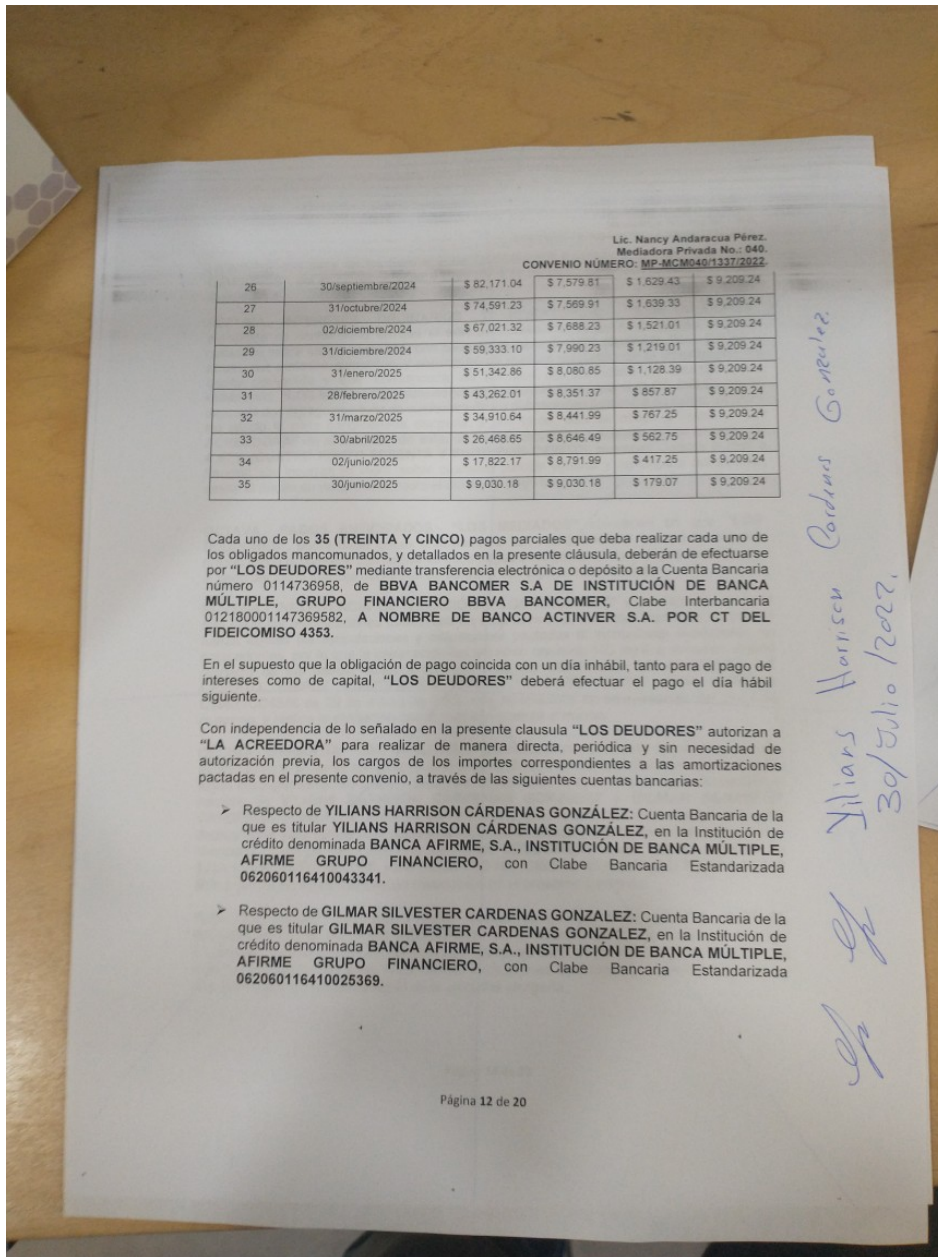 Lic. Nancy Andaracua Pérez.
Mediadora Privada No.: 040.
CONVENIO NÚMERO: MP-MCM040/1337/2022.
26 30/septiembre/2024 $ 82,171.04 $ 7,579.81 $ 1,629.43 $ 9,209.24
27 31/octubre/2024 $ 74,591.23 $ 7,569.91 $ 1,639.33 $ 9,209.24
28 02/diciembre/2024 $ 67,021.32 $ 7,688.23 $ 1,521.01 $ 9,209.24
29 31/diciembre/2024 $ 59,333.10 $ 7,990.23 $ 1,219.01 $ 9,209.24
30 31/enero/2025 $ 51,342.86 $ 8,080.85 $ 1,128.39 $ 9,209.24
31 28/febrero/2025 $ 43,262.01 $ 8,351.37 $ 857.87 $ 9,209.24
32 31/marzo/2025 $ 34,910.64 $ 8,441.99 $ 767.25 $ 9,209.24
33 30/abril/2025 $ 26,468.65 $ 8,646.49 $ 562.75 $ 9,209.24
34 02/junio/2025 $ 17,822.17 $ 8,791.99 $ 417.25 $ 9,209.24
35 30/junio/2025 $ 9,030.18 $ 9,030.18 $ 179.07 $ 9,209.24
Cada uno de los 35 (TREINTA Y CINCO) pagos parciales que deba realizar cada uno de
los obligados mancomunados, y detallados en la presente cláusula, deberán de efectuarse
por “LOS DEUDORES” mediante transferencia electrónica o depósito a la Cuenta Bancaria
número 0114736958, de BBVA BANCOMER S.A DE INSTITUCIÓN DE BANCA
MÚLTIPLE, GRUPO FINANCIERO BBVA BANCOMER, Clabe Interbancaria
012180001147369582, A NOMBRE DE BANCO ACTINVER S.A. POR CT DEL
FIDEICOMISO 4353.
En el supuesto que la obligación de pago coincida con un día inhábil, tanto para el pago de
intereses como de capital, “LOS DEUDORES” deberá efectuar el pago el día hábil
siguiente.
Con independencia de lo señalado en la presente clausula “LOS DEUDORES” autorizan a
“LA ACREEDORA” para realizar de manera directa, periódica y sin necesidad de
autorización previa, los cargos de los importes correspondientes a las amortizaciones
pactadas en el presente convenio, a través de las siguientes cuentas bancarias:
➢ Respecto de YILIANS HARRISON CÁRDENAS GONZÁLEZ: Cuenta Bancaria de la
que es titular YILIANS HARRISON CÁRDENAS GONZÁLEZ, en la Institución de
crédito denominada BANCA AFIRME, S.A., INSTITUCIÓN DE BANCA MÚLTIPLE,
AFIRME GRUPO FINANCIERO, con Clabe Bancaria Estandarizada
062060116410043341.
➢ Respecto de GILMAR SILVESTER CARDENAS GONZALEZ: Cuenta Bancaria de la
que es titular GILMAR SILVESTER CARDENAS GONZALEZ, en la Institución de
crédito denominada BANCA AFIRME, S.A., INSTITUCIÓN DE BANCA MÚLTIPLE,
AFIRME GRUPO FINANCIERO, con Clabe Bancaria Estandarizada
062060116410025369.
Página 12 de 20
Yilians Harrison Cardenas Gonzalez.
30/Julio/2022.